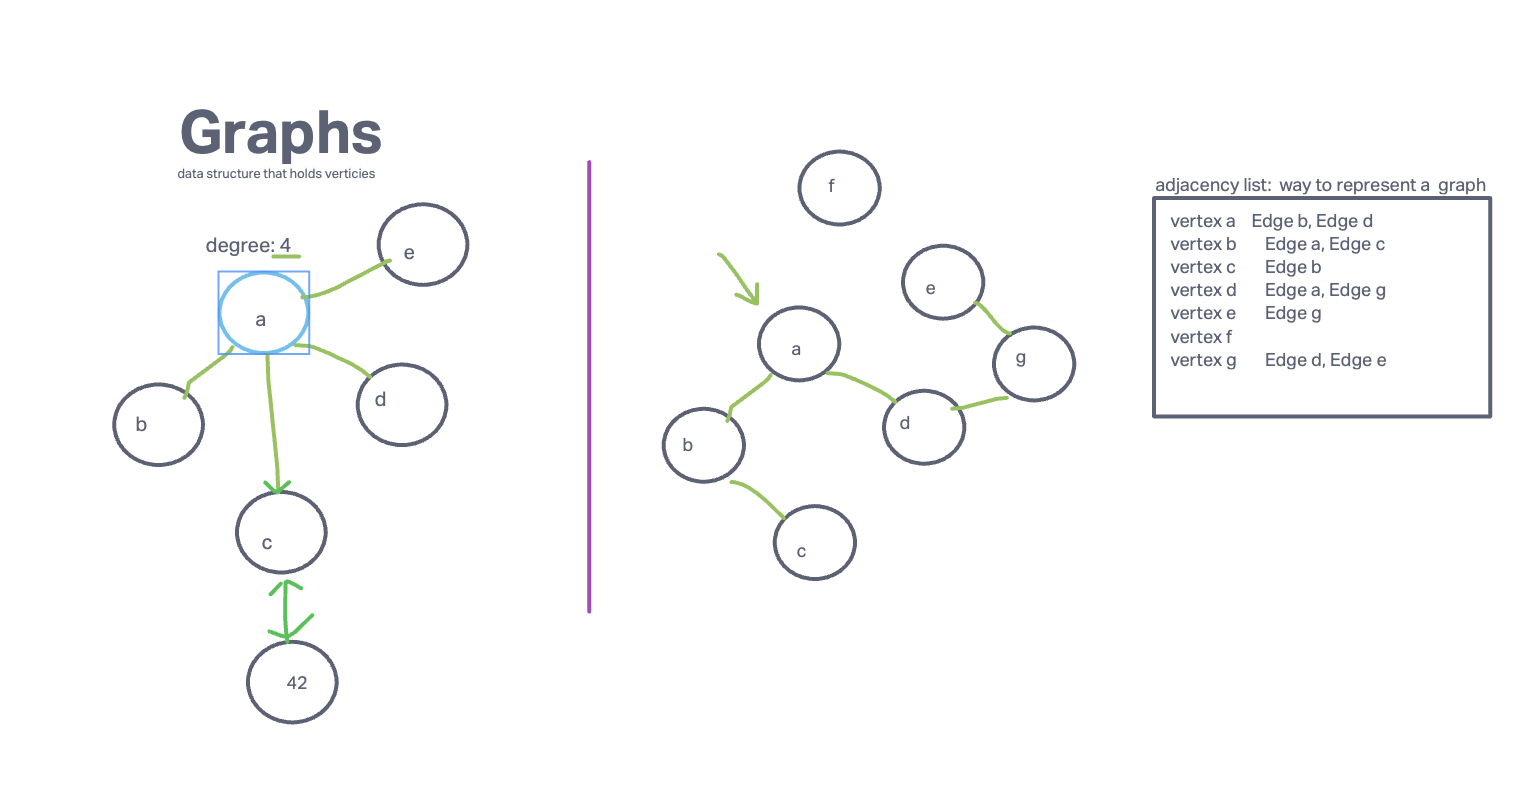 Graphs
data structure that holds verticies
degree: 4
e
a
d
b
c
42
f
e
a
g
d
b
c
adjacency list: way to represent a graph
vertex a Edge b, Edge d
vertex b Edge a, Edge c
vertex c Edge b
vertex d Edge a, Edge g
vertex e Edge g
vertex f
vertex g Edge d, Edge e